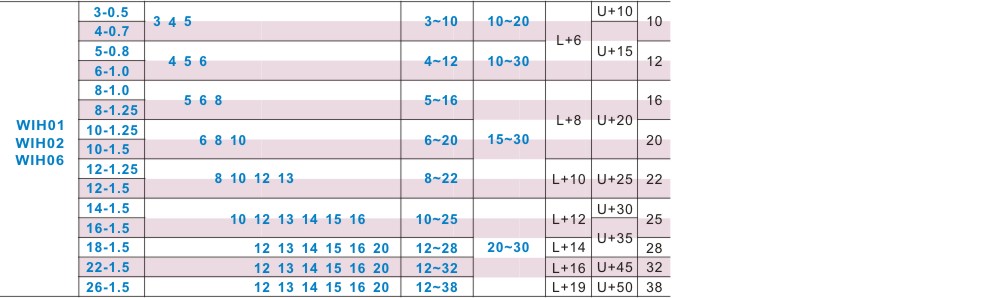 3-0.5 3 4 5 3~10 10~20 L+6 U+10 10
4-0.7
5-0.8 4 5 6 4~12 10~30 U+15 12
6-1.0
8-1.0 5 6 8 5~16 15~30 L+8 U+20 16
8-1.25
WIH01
WIH02
WIH06
10-1.25 6 8 10 6~20 20
10-1.5
12-1.25 8 10 12 13 8~22 L+10 U+25 22
12-1.5
14-1.5 10 12 13 14 15 16 10~25 20~30 L+12 U+30 25
16-1.5 U+35
18-1.5 12 13 14 15 16 20 12~28 L+14 28
22-1.5 12 13 14 15 16 20 12~32 L+16 U+45 32
26-1.5 12 13 14 15 16 20 12~38 L+19 U+50 38